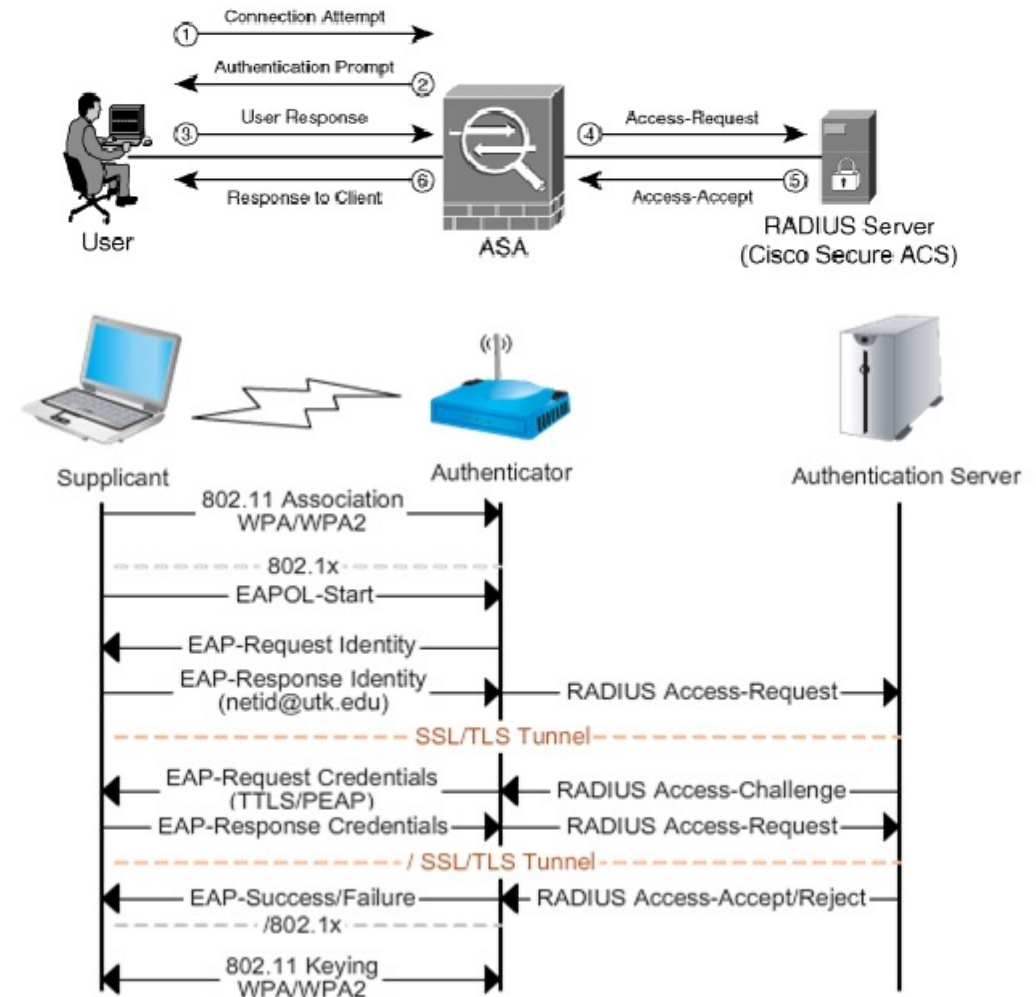 Connection Attempt
1
Authentication Prompt
2
User Response
3
Access-Request
4
Response to Client
6
Access-Accept
5
User
ASA
RADIUS Server
(Cisco Secure ACS)
Supplicant
Authenticator
Authentication Server
802.11 Association
WPA/WPA2
802.1x
EAPOL-Start
EAP-Request Identity
EAP-Response Identity
(netid@utk.edu)
RADIUS Access-Request
SSL/TLS Tunnel
EAP-Request Credentials
(TTLS/PEAP)
RADIUS Access-Challenge
EAP-Response Credentials
RADIUS Access-Request
/ SSL/TLS Tunnel
EAP-Success/Failure
RADIUS Access-Accept/Reject
/802.1x
802.11 Keying
WPA/WPA2